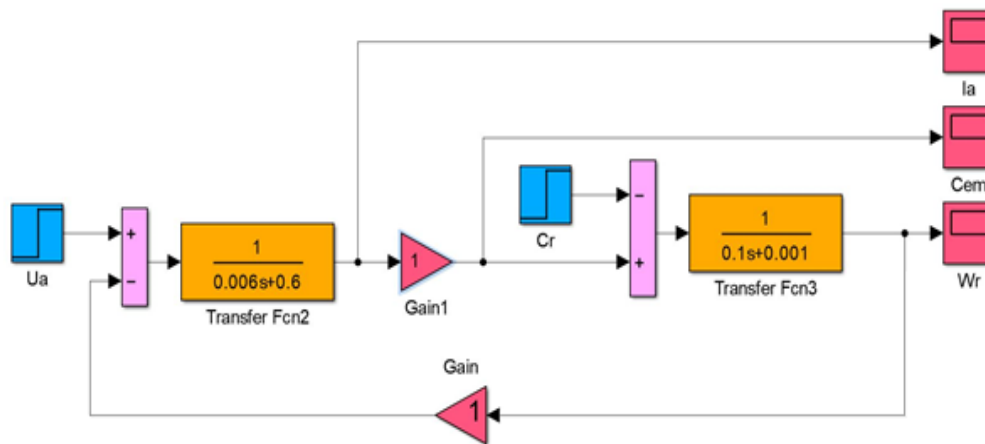 Ia
Cem
Wr
Ua
+
−
1
0.006s+0.6
Transfer Fcn2
1
Gain1
Cr
−
+
1
0.1s+0.001
Transfer Fcn3
Gain
1